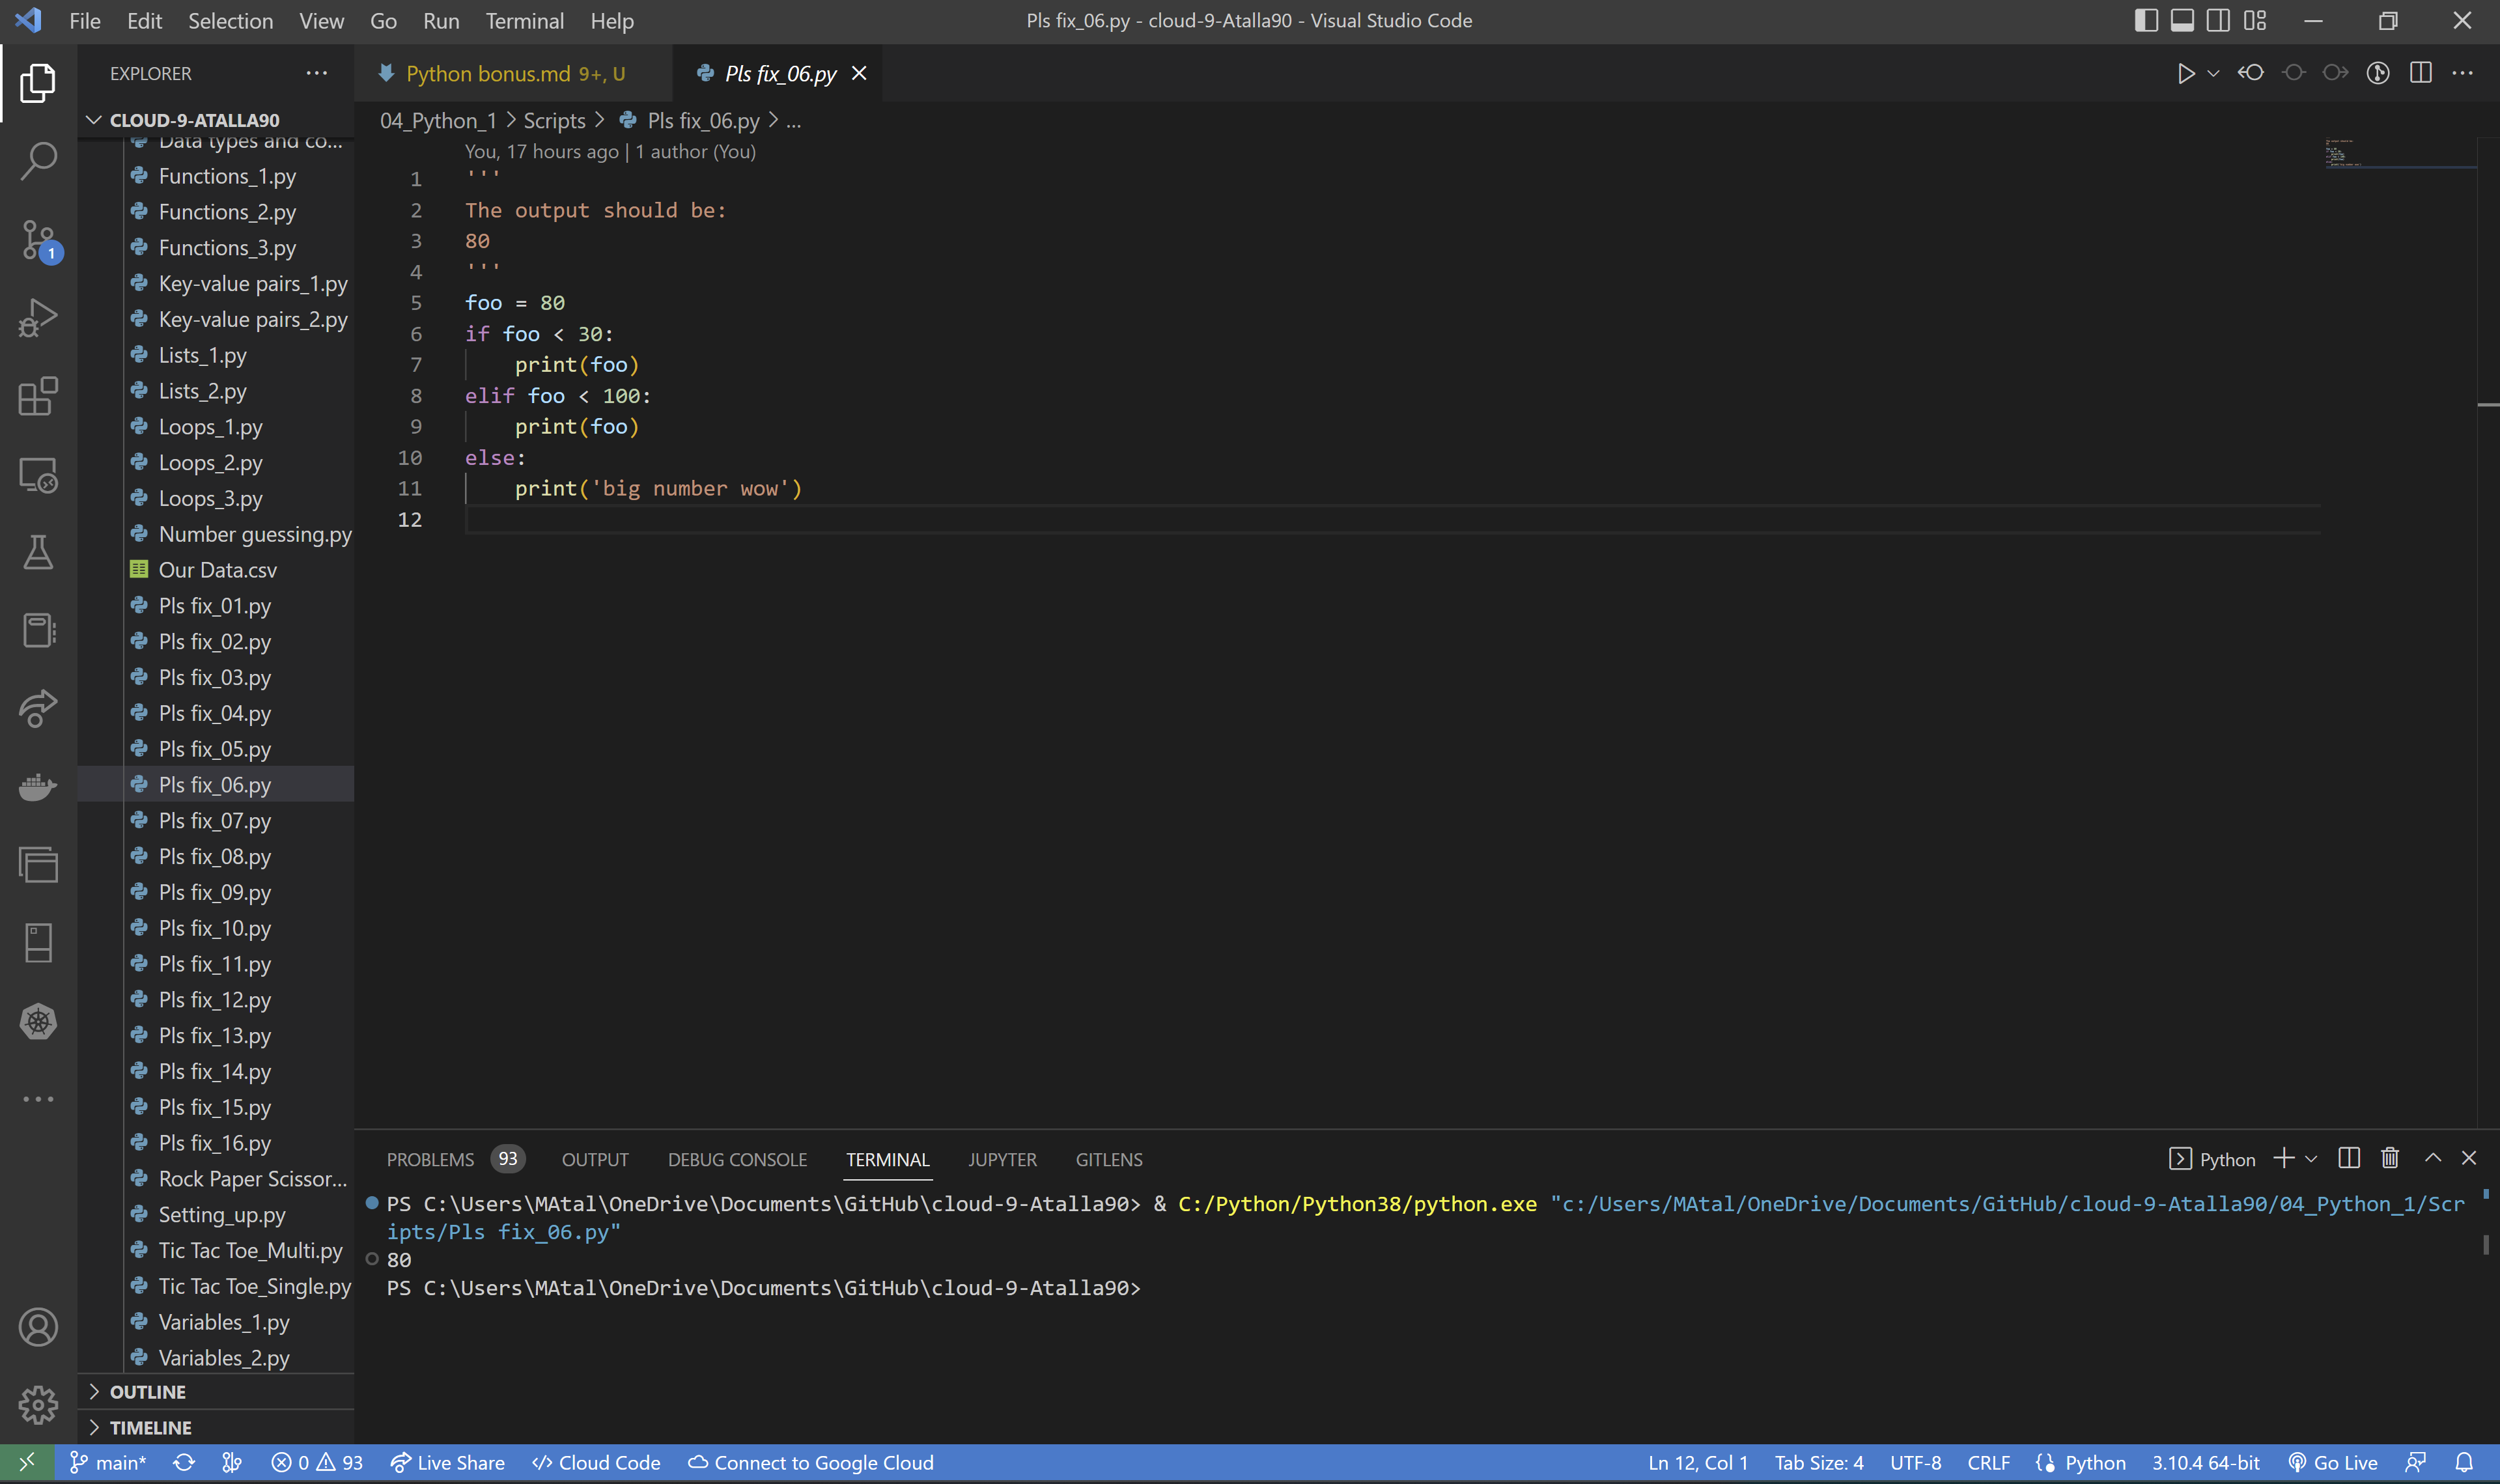 File Edit Selection View Go Run Terminal Help
Pls fix_06.py - cloud-9-Atalla90 - Visual Studio Code
EXPLORER
Python bonus.md 9+, U
Pls fix_06.py
CLOUD-9-ATALLA90
04_Python_1 > Scripts > Pls fix_06.py > ...
You, 17 hours ago | 1 author (You)
1 '''
2 The output should be:
3 80
4 '''
5 foo = 80
6 if foo < 30:
7 print(foo)
8 elif foo < 100:
9 print(foo)
10 else:
11 print('big number wow')
12
Data types and co...
Functions_1.py
Functions_2.py
Functions_3.py
Key-value pairs_1.py
Key-value pairs_2.py
Lists_1.py
Lists_2.py
Loops_1.py
Loops_2.py
Loops_3.py
Number guessing.py
Our Data.csv
Pls fix_01.py
Pls fix_02.py
Pls fix_03.py
Pls fix_04.py
Pls fix_05.py
Pls fix_06.py
Pls fix_07.py
Pls fix_08.py
Pls fix_09.py
Pls fix_10.py
Pls fix_11.py
Pls fix_12.py
Pls fix_13.py
Pls fix_14.py
Pls fix_15.py
Pls fix_16.py
Rock Paper Scissor...
Setting_up.py
Tic Tac Toe_Multi.py
Tic Tac Toe_Single.py
Variables_1.py
Variables_2.py
OUTLINE
TIMELINE
1
PROBLEMS 93 OUTPUT DEBUG CONSOLE TERMINAL JUPYTER GITLENS
Python
PS C:\Users\MAtal\OneDrive\Documents\GitHub\cloud-9-Atalla90> & C:/Python/Python38/python.exe "c:/Users/MAtal/OneDrive/Documents/GitHub/cloud-9-Atalla90/04_Python_1/Scr
ipts/Pls fix_06.py"
80
PS C:\Users\MAtal\OneDrive\Documents\GitHub\cloud-9-Atalla90>
main* 0 93 Live Share Cloud Code Connect to Google Cloud
Ln 12, Col 1 Tab Size: 4 UTF-8 CRLF Python 3.10.4 64-bit Go Live